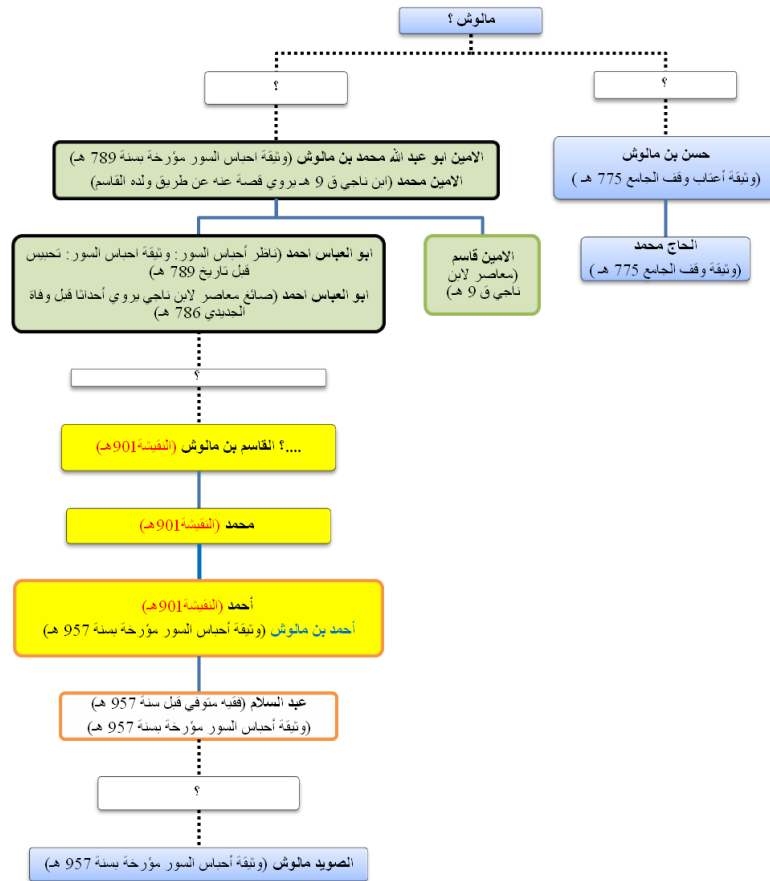 مالوش ؟
؟
؟
حسن بن مالوش
(وثيقة أعتاب وقف الجامع 775 هـ )
الامين ابو عبد الله محمد بن مالوش (وثيقة احباس السور مؤرخة بسنة 789 هـ)
الامين محمد (ابن ناجي ق 9 هـ يروي قصة عنه عن طريق ولده القاسم)
الحاج محمد
(وثيقة وقف الجامع 775 هـ )
الامين قاسم
(معاصر لابن
ناجي ق 9 هـ)
ابو العباس احمد (ناظر أحباس السور: وثيقة احباس السور: تحبيس
قبل تاريخ 789 هـ)
ابو العباس احمد (صائغ معاصر لابن ناجي يروي أحداثا قبل وفاة
الجديدي 786 هـ)
؟
....؟ القاسم بن مالوش (النقيشة901هـ)
محمد (النقيشة901هـ)
أحمد (النقيشة901هـ)
أحمد بن مالوش (وثيقة أحباس السور مؤرخة بسنة 957 هـ)
عبد السلام (فقيه متوفي قبل سنة 957 هـ)
(وثيقة أحباس السور مؤرخة بسنة 957 هـ)
؟
الصويد مالوش (وثيقة أحباس السور مؤرخة بسنة 957 هـ)